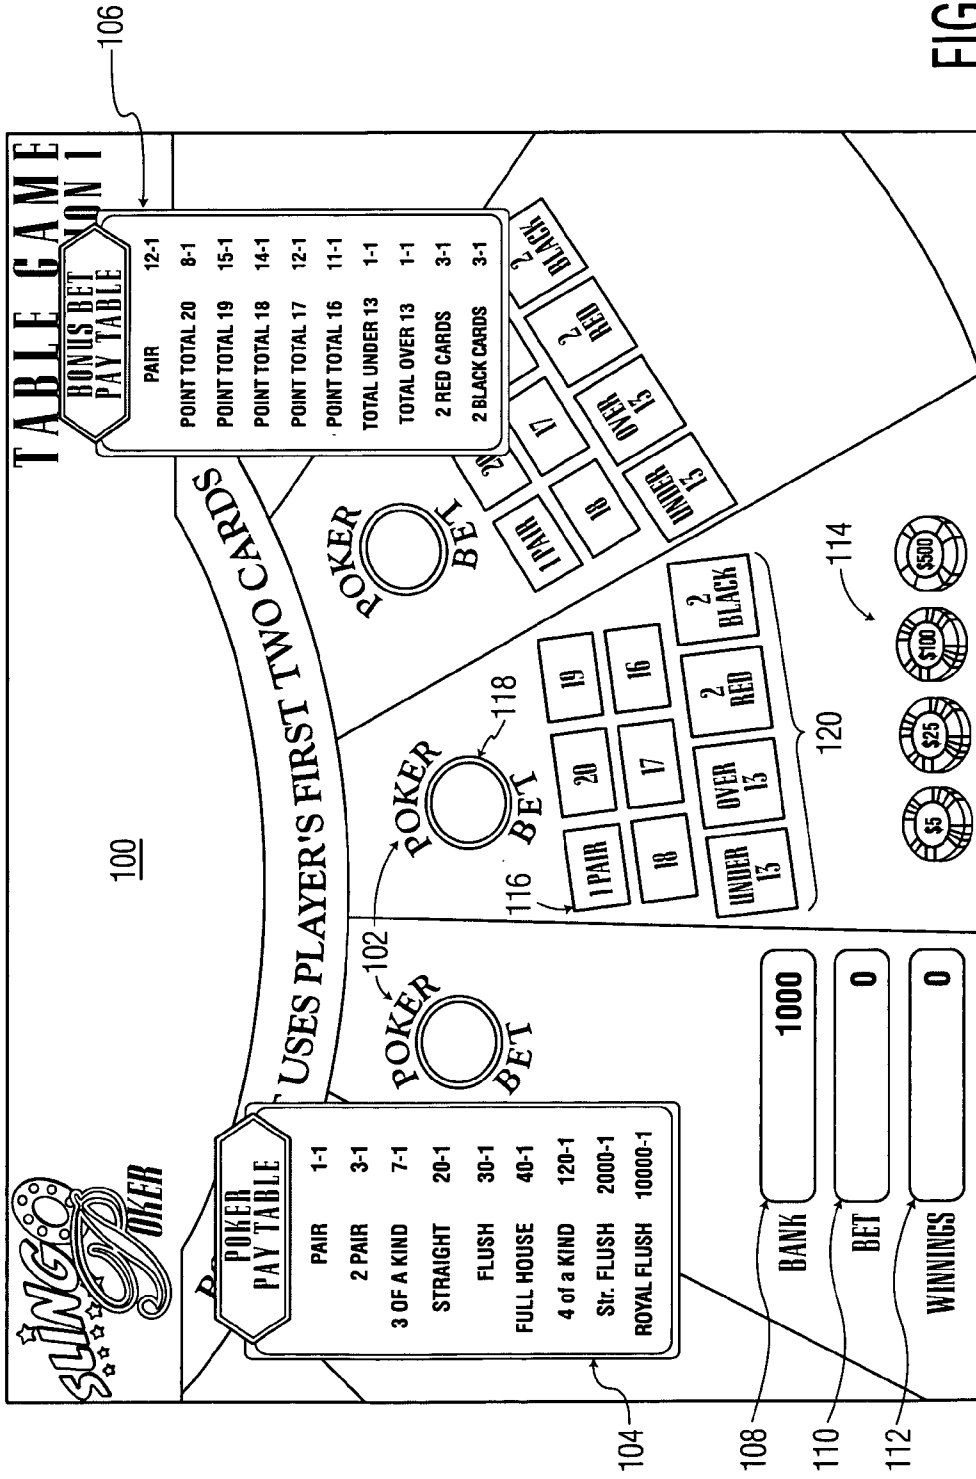 SLING
POKER
TABLE GAME
ION 1
100
USES PLAYER'S FIRST TWO CARDS
POKER
PAY TABLE
PAIR 1-1
2 PAIR 3-1
3 OF A KIND 7-1
STRAIGHT 20-1
FLUSH 30-1
FULL HOUSE 40-1
4 of a KIND 120-1
Str. FLUSH 2000-1
ROYAL FLUSH 10000-1
104
BONUS BET
PAY TABLE
PAIR 12-1
POINT TOTAL 20 8-1
POINT TOTAL 19 15-1
POINT TOTAL 18 14-1
POINT TOTAL 17 12-1
POINT TOTAL 16 11-1
TOTAL UNDER 13 1-1
TOTAL OVER 13 1-1
2 RED CARDS 3-1
2 BLACK CARDS 3-1
106
102
POKER
BET
POKER
BET
118
POKER
BET
116
1 PAIR 20 19
18 17 16
UNDER 13 OVER 13 2 RED 2 BLACK
120
1 PAIR 20
18 17
UNDER 13 OVER 13 2 RED 2 BLACK
108
BANK 1000
110
BET 0
112
WINNINGS 0
114
$5 $25 $100 $500
FIG